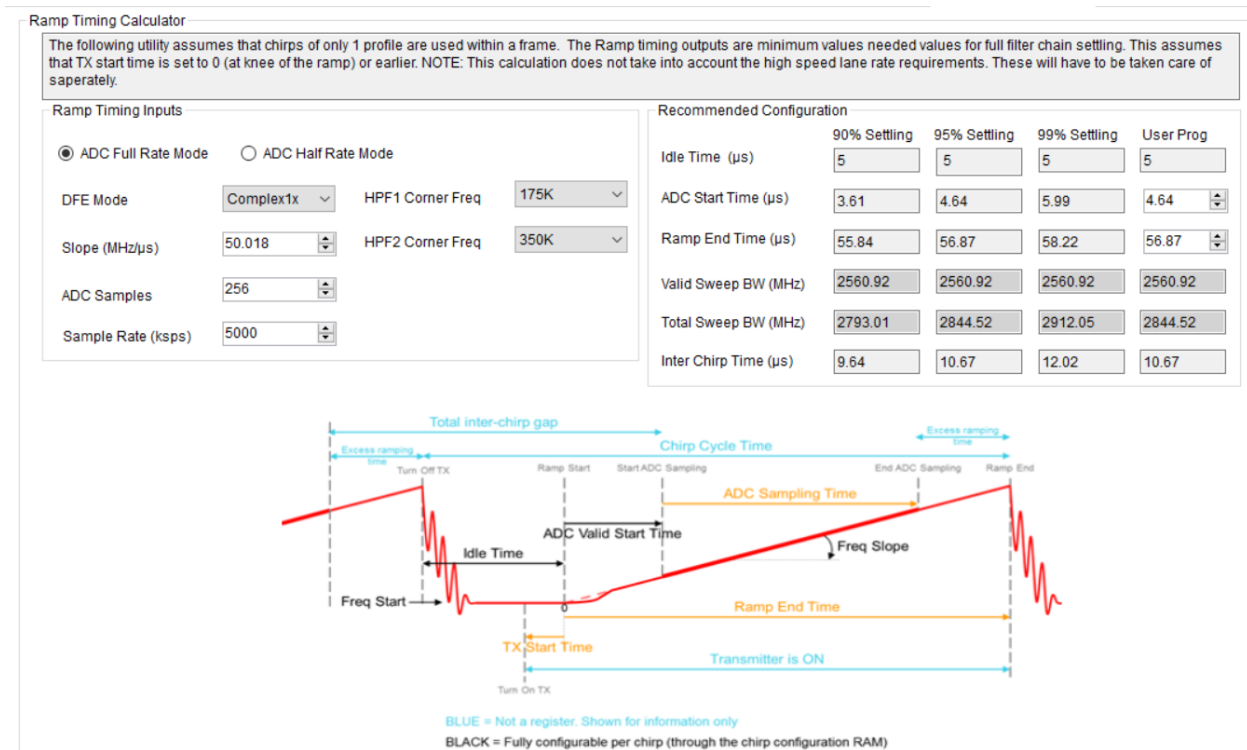 Ramp Timing Calculator
The following utility assumes that chirps of only 1 profile are used within a frame. The Ramp timing outputs are minimum values needed values for full filter chain settling. This assumes
that TX start time is set to 0 (at knee of the ramp) or earlier. NOTE: This calculation does not take into account the high speed lane rate requirements. These will have to be taken care of
saperately.
Ramp Timing Inputs
ADC Full Rate Mode ADC Half Rate Mode
DFE Mode Complex1x HPF1 Corner Freq 175K
Slope (MHz/µs) 50.018 HPF2 Corner Freq 350K
ADC Samples 256
Sample Rate (ksps) 5000
Recommended Configuration
90% Settling 95% Settling 99% Settling User Prog
Idle Time (µs) 5 5 5 5
ADC Start Time (µs) 3.61 4.64 5.99 4.64
Ramp End Time (µs) 55.84 56.87 58.22 56.87
Valid Sweep BW (MHz) 2560.92 2560.92 2560.92 2560.92
Total Sweep BW (MHz) 2793.01 2844.52 2912.05 2844.52
Inter Chirp Time (µs) 9.64 10.67 12.02 10.67
Total inter-chirp gap
Excess ramping
time
Chirp Cycle Time
Excess ramping
time
Turn Off TX
Ramp Start
Start ADC Sampling
End ADC Sampling
Ramp End
ADC Sampling Time
ADC Valid Start Time
Idle Time
Freq Slope
Freq Start
0
Ramp End Time
TX Start Time
Transmitter is ON
Turn On TX
BLUE = Not a register. Shown for information only
BLACK = Fully configurable per chirp (through the chirp configuration RAM)